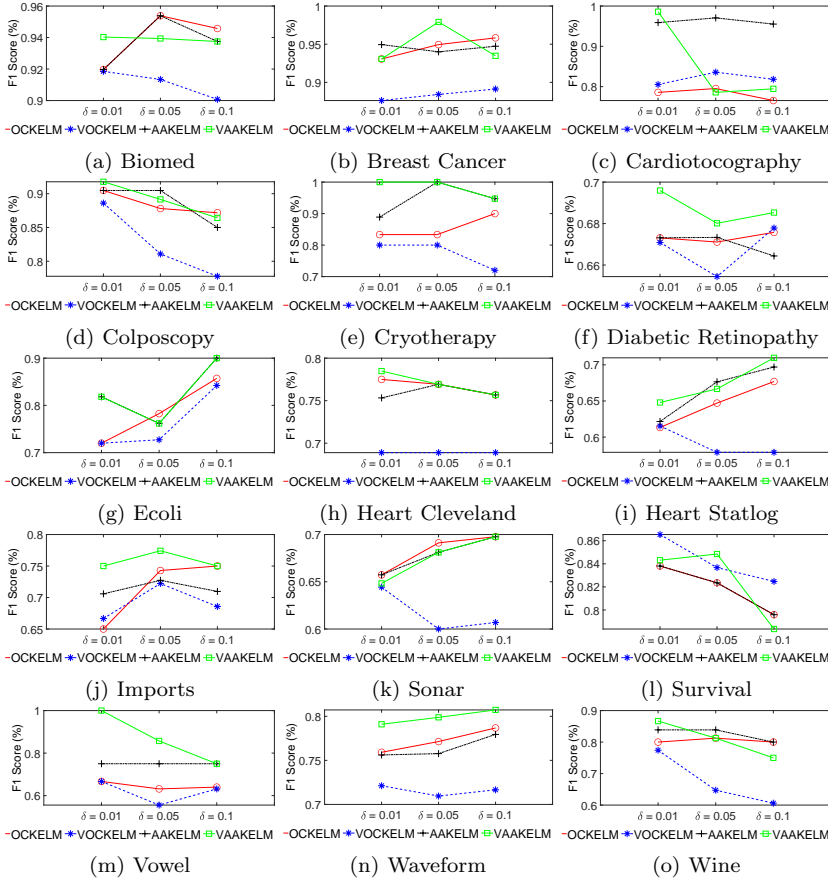 0.96
0.94
0.92
0.9
F1 Score (%)
δ = 0.01 δ = 0.05 δ = 0.1
OCKELM VOCKELM AAKELM VAAKELM
(a) Biomed
1
0.95
0.9
F1 Score (%)
δ = 0.01 δ = 0.05 δ = 0.1
OCKELM VOCKELM AAKELM VAAKELM
(b) Breast Cancer
1
0.9
0.8
F1 Score (%)
δ = 0.01 δ = 0.05 δ = 0.1
OCKELM VOCKELM AAKELM VAAKELM
(c) Cardiotocography
0.9
0.85
0.8
F1 Score (%)
δ = 0.01 δ = 0.05 δ = 0.1
OCKELM VOCKELM AAKELM VAAKELM
(d) Colposcopy
1
0.9
0.8
0.7
F1 Score (%)
δ = 0.01 δ = 0.05 δ = 0.1
OCKELM VOCKELM AAKELM VAAKELM
(e) Cryotherapy
0.7
0.68
0.66
F1 Score (%)
δ = 0.01 δ = 0.05 δ = 0.1
OCKELM VOCKELM AAKELM VAAKELM
(f) Diabetic Retinopathy
0.9
0.8
0.7
F1 Score (%)
δ = 0.01 δ = 0.05 δ = 0.1
OCKELM VOCKELM AAKELM VAAKELM
(g) Ecoli
0.8
0.75
0.7
F1 Score (%)
δ = 0.01 δ = 0.05 δ = 0.1
OCKELM VOCKELM AAKELM VAAKELM
(h) Heart Cleveland
0.7
0.65
0.6
F1 Score (%)
δ = 0.01 δ = 0.05 δ = 0.1
OCKELM VOCKELM AAKELM VAAKELM
(i) Heart Statlog
0.8
0.75
0.7
0.65
F1 Score (%)
δ = 0.01 δ = 0.05 δ = 0.1
OCKELM VOCKELM AAKELM VAAKELM
(j) Imports
0.7
0.65
0.6
F1 Score (%)
δ = 0.01 δ = 0.05 δ = 0.1
OCKELM VOCKELM AAKELM VAAKELM
(k) Sonar
0.86
0.84
0.82
0.8
F1 Score (%)
δ = 0.01 δ = 0.05 δ = 0.1
OCKELM VOCKELM AAKELM VAAKELM
(l) Survival
1
0.8
0.6
F1 Score (%)
δ = 0.01 δ = 0.05 δ = 0.1
OCKELM VOCKELM AAKELM VAAKELM
(m) Vowel
0.8
0.75
0.7
F1 Score (%)
δ = 0.01 δ = 0.05 δ = 0.1
OCKELM VOCKELM AAKELM VAAKELM
(n) Waveform
0.9
0.8
0.7
0.6
F1 Score (%)
δ = 0.01 δ = 0.05 δ = 0.1
OCKELM VOCKELM AAKELM VAAKELM
(o) Wine